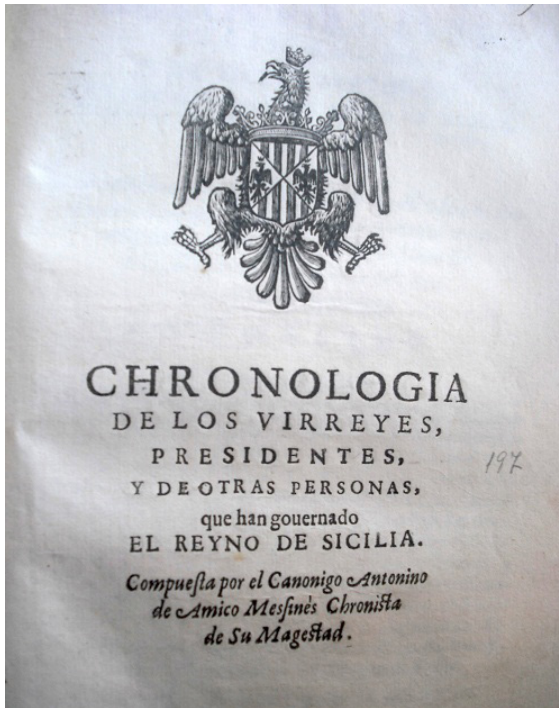 CHRONOLOGIA
DE LOS VIRREYES,
PRESIDENTES,
Y DE OTRAS PERSONAS,
197
que han gouernado
EL REYNO DE SICILIA.
Compueſta por el Canonigo Antonino
de Amico Meſsinès Chroniſta
de Su Mageſtad.